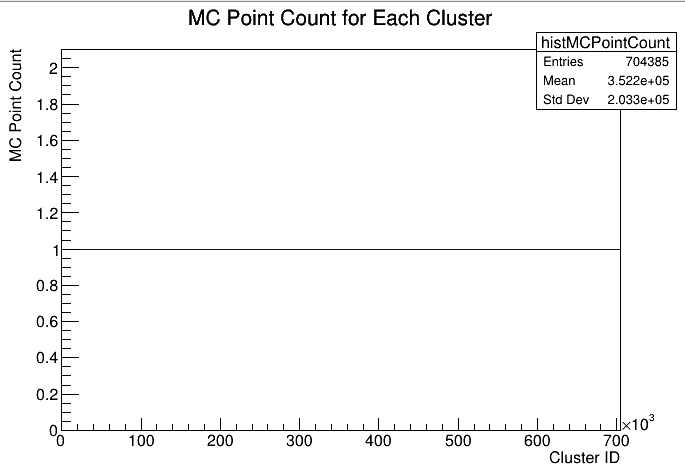 MC Point Count for Each Cluster
histMCPointCount
Entries 704385
Mean 3.522e+05
Std Dev 2.033e+05
MC Point Count
2
1.8
1.6
1.4
1.2
1
0.8
0.6
0.4
0.2
0
0 100 200 300 400 500 600 700
×10³
Cluster ID